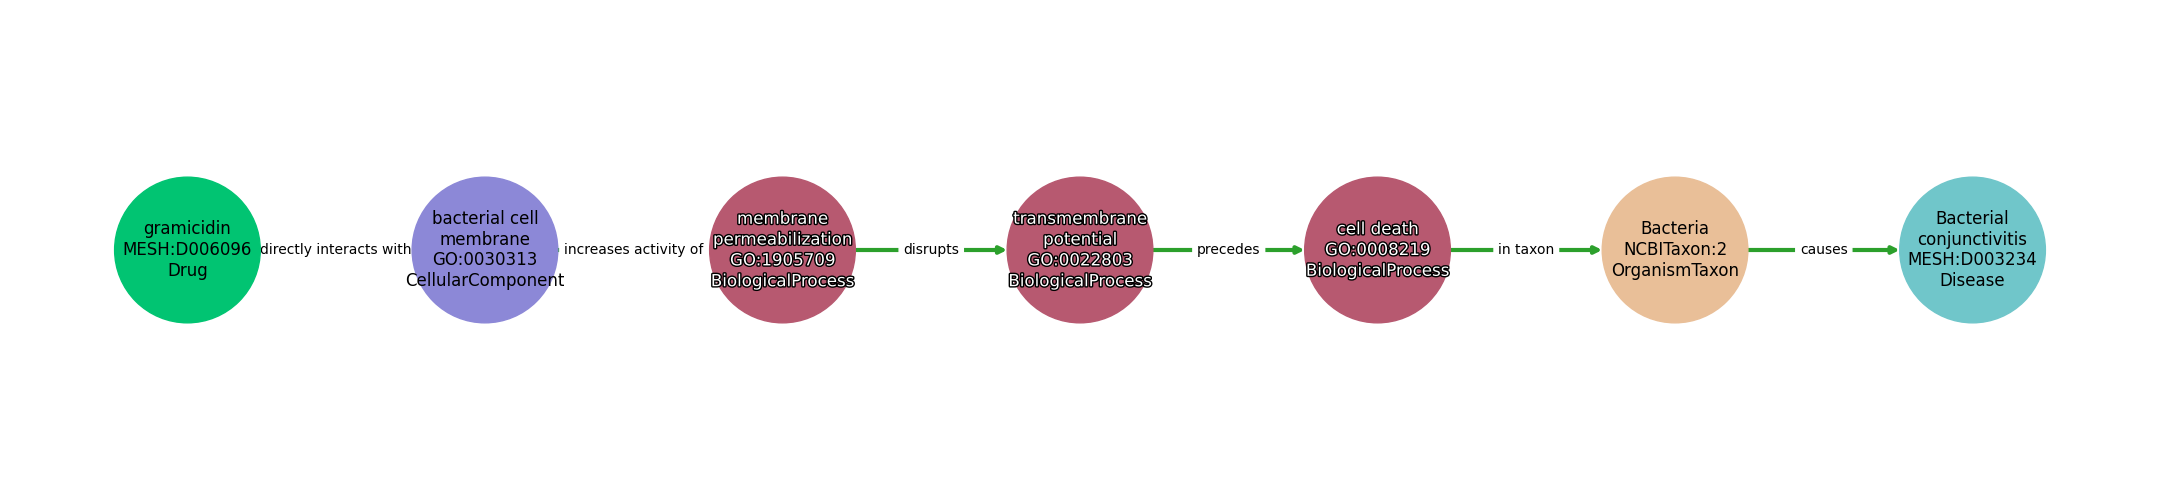 gramicidin
MESH:D006096
Drug
directly interacts with
bacterial cell
membrane
GO:0030313
CellularComponent
increases activity of
membrane
permeabilization
GO:1905709
BiologicalProcess
disrupts
transmembrane
potential
GO:0022803
BiologicalProcess
precedes
cell death
GO:0008219
BiologicalProcess
in taxon
Bacteria
NCBITaxon:2
OrganismTaxon
causes
Bacterial
conjunctivitis
MESH:D003234
Disease